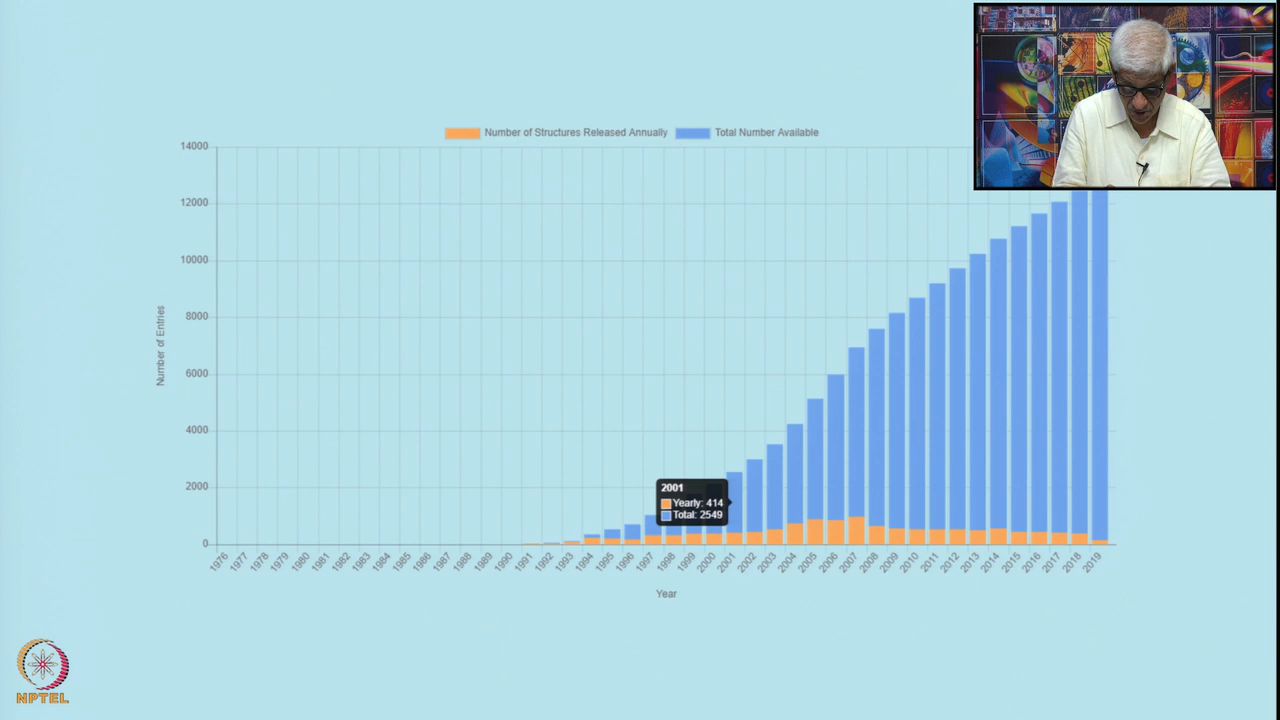 Number of Structures Released Annually Total Number Available
14000
12000
10000
8000
6000
4000
2000
0
Number of Entries
2001
Yearly: 414
Total: 2549
1976 1977 1978 1979 1980 1981 1982 1983 1984 1985 1986 1987 1988 1989 1990 1991 1992 1993 1994 1995 1996 1997 1998 1999 2000 2001 2002 2003 2004 2005 2006 2007 2008 2009 2010 2011 2012 2013 2014 2015 2016 2017 2018 2019
Year
NPTEL